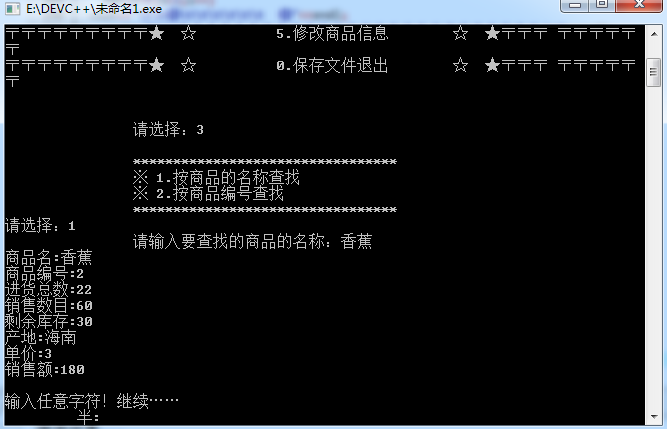 E:\DEVC++\未命名1.exe
〒〒〒〒〒〒〒〒〒★ ☆ 5.修改商品信息 ☆ ★〒〒〒 〒〒〒〒〒
〒
〒〒〒〒〒〒〒〒〒★ ☆ 0.保存文件退出 ☆ ★〒〒〒 〒〒〒〒〒
〒
请选择：3
*********************************
※ 1.按商品的名称查找
※ 2.按商品编号查找
*********************************
请选择：1
请输入要查找的商品的名称：香蕉
商品名:香蕉
商品编号:2
进货总数:22
销售数目:60
剩余库存:30
产地:海南
单价:3
销售额:180
输入任意字符! 继续……
半: